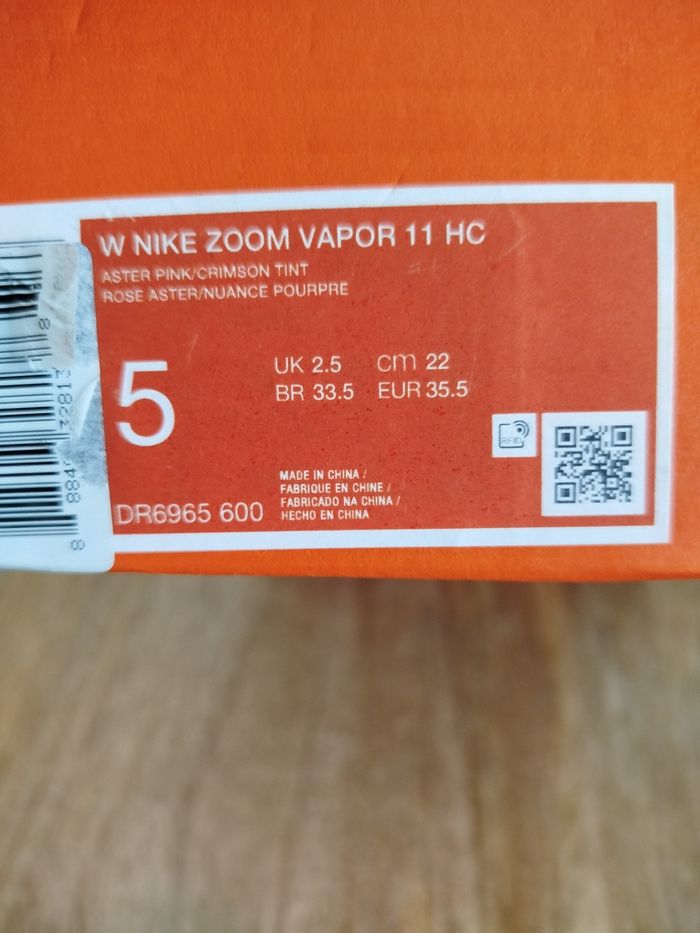 W NIKE ZOOM VAPOR 11 HC
ASTER PINK/CRIMSON TINT
ROSE ASTER/NUANCE POURPRE
5
UK 2.5 cm 22
BR 33.5 EUR 35.5
RFID
MADE IN CHINA /
FABRIQUE EN CHINE /
FABRICADO NA CHINA /
HECHO EN CHINA
DR6965 600